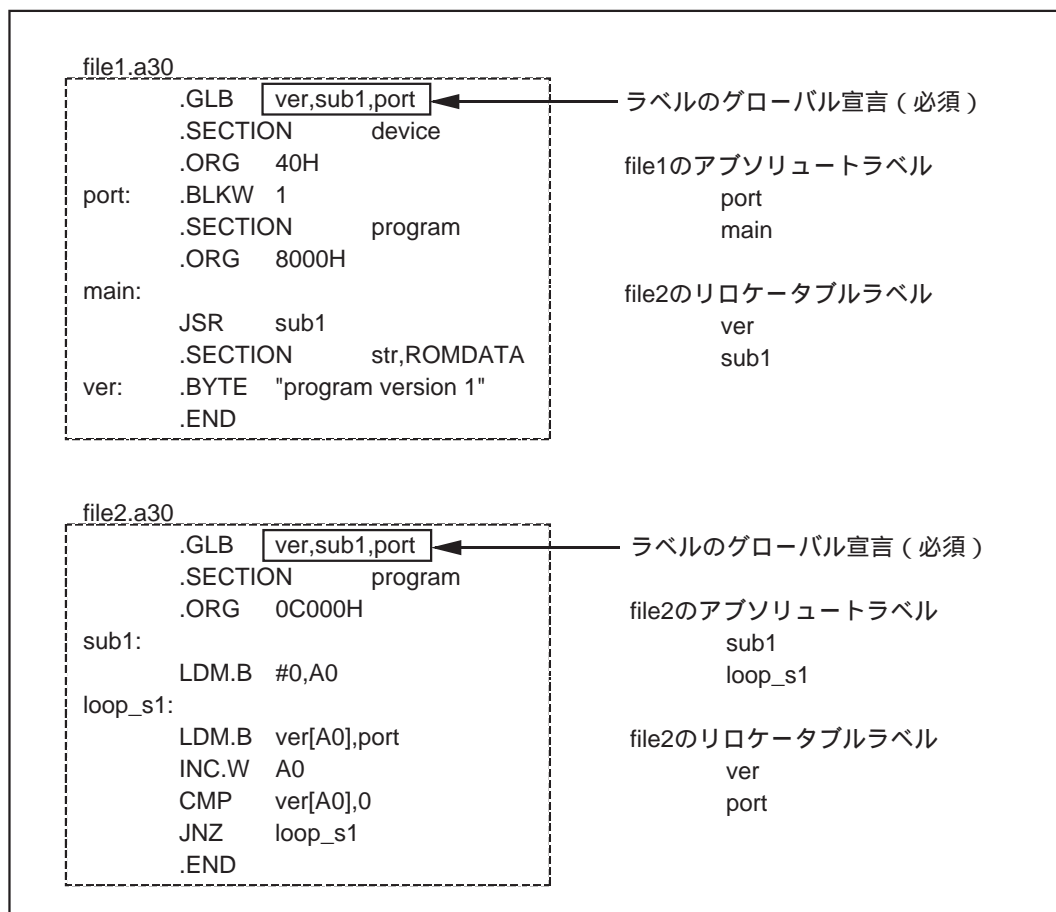 file1.a30
.GLB ver,sub1,port
ラベルのグローバル宣言(必須)
.SECTION device
.ORG 40H
port: .BLKW 1
.SECTION program
.ORG 8000H
main:
JSR sub1
.SECTION str,ROMDATA
ver: .BYTE "program version 1"
.END
file1のアブソリュートラベル
port
main
file2のリロケータブルラベル
ver
sub1
file2.a30
.GLB ver,sub1,port
ラベルのグローバル宣言(必須)
.SECTION program
.ORG 0C000H
sub1:
LDM.B #0,A0
loop_s1:
LDM.B ver[A0],port
INC.W A0
CMP ver[A0],0
JNZ loop_s1
.END
file2のアブソリュートラベル
sub1
loop_s1
file2のリロケータブルラベル
ver
port